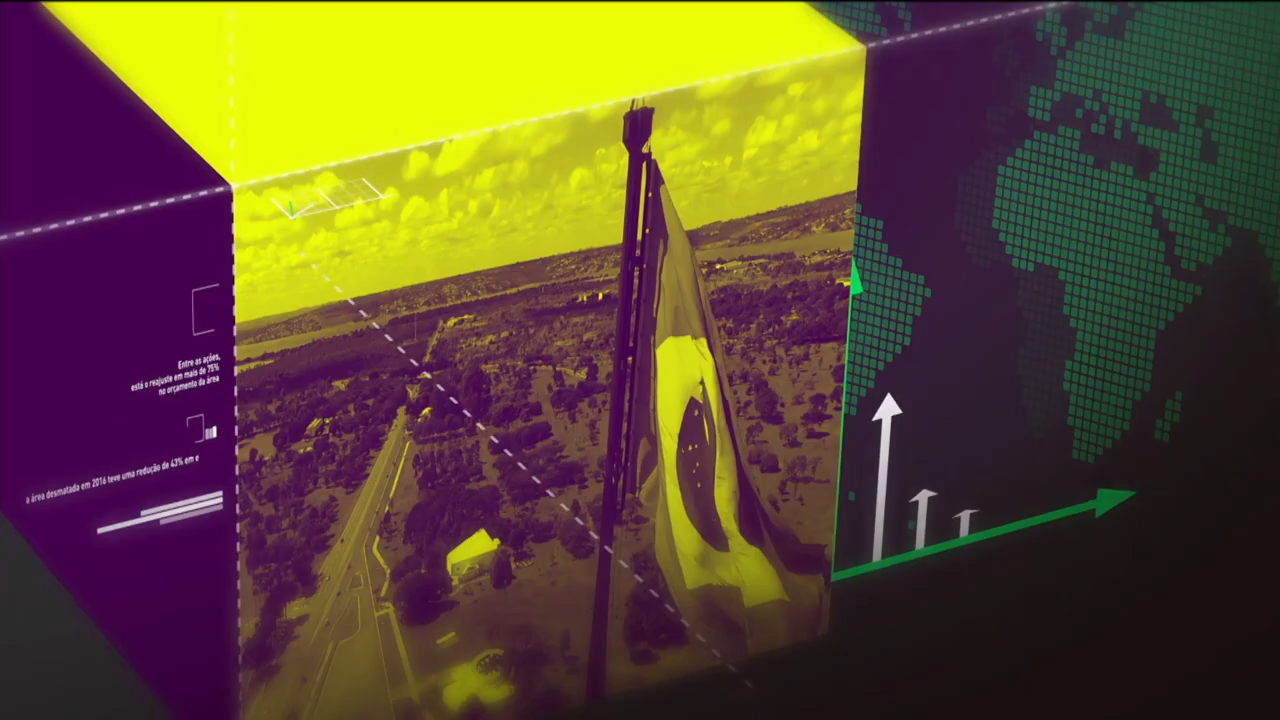 Entre as ações,
está o reajuste em mais de 75%
no orçamento da área
a área desmatada em 2016 teve uma redução de 43% em e